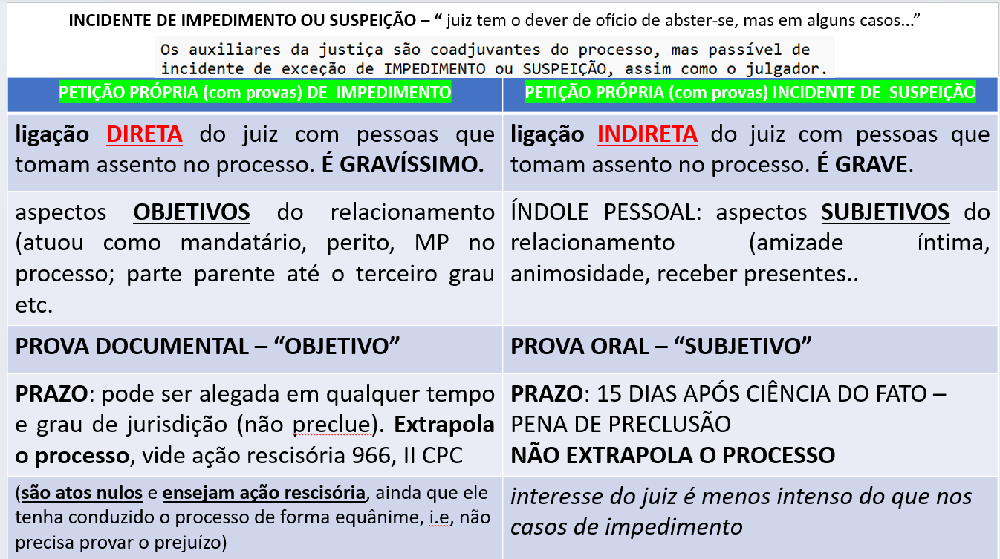 INCIDENTE DE IMPEDIMENTO OU SUSPEIÇÃO – “ juiz tem o dever de ofício de abster-se, mas em alguns casos...”
Os auxiliares da justiça são coadjuvantes do processo, mas passível de
incidente de exceção de IMPEDIMENTO ou SUSPEIÇÃO, assim como o julgador.
PETIÇÃO PRÓPRIA (com provas) DE IMPEDIMENTO
PETIÇÃO PRÓPRIA (com provas) INCIDENTE DE SUSPEIÇÃO
ligação DIRETA do juiz com pessoas que
tomam assento no processo. É GRAVÍSSIMO.
ligação INDIRETA do juiz com pessoas que
tomam assento no processo. É GRAVE.
aspectos OBJETIVOS do relacionamento
(atuou como mandatário, perito, MP no
processo; parte parente até o terceiro grau
etc.
ÍNDOLE PESSOAL: aspectos SUBJETIVOS do
relacionamento (amizade íntima,
animosidade, receber presentes..
PROVA DOCUMENTAL – “OBJETIVO”
PROVA ORAL – “SUBJETIVO”
PRAZO: pode ser alegada em qualquer tempo
e grau de jurisdição (não preclue). Extrapola
o processo, vide ação rescisória 966, II CPC
PRAZO: 15 DIAS APÓS CIÊNCIA DO FATO –
PENA DE PRECLUSÃO
NÃO EXTRAPOLA O PROCESSO
(são atos nulos e ensejam ação rescisória, ainda que ele
tenha conduzido o processo de forma equânime, i.e, não
precisa provar o prejuízo)
interesse do juiz é menos intenso do que nos
casos de impedimento